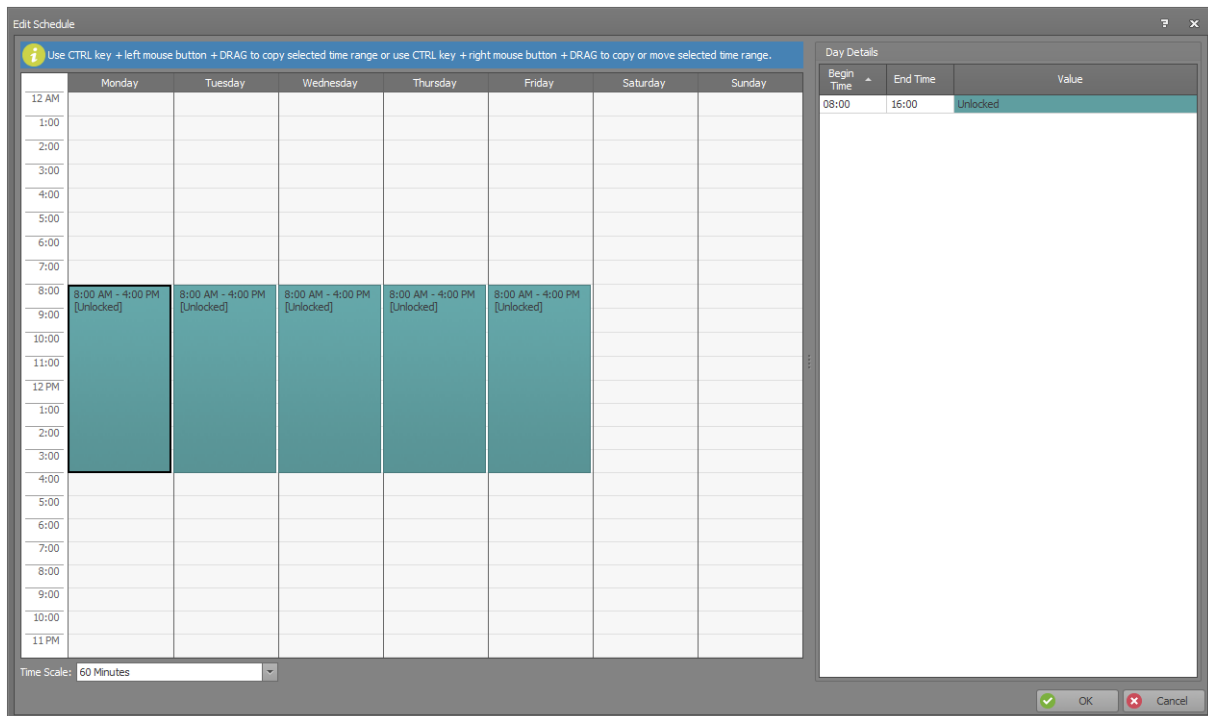 Edit Schedule
? x
i Use CTRL key + left mouse button + DRAG to copy selected time range or use CTRL key + right mouse button + DRAG to copy or move selected time range.
Monday Tuesday Wednesday Thursday Friday Saturday Sunday
12 AM
1:00
2:00
3:00
4:00
5:00
6:00
7:00
8:00
8:00 AM - 4:00 PM 8:00 AM - 4:00 PM 8:00 AM - 4:00 PM 8:00 AM - 4:00 PM 8:00 AM - 4:00 PM
[Unlocked] [Unlocked] [Unlocked] [Unlocked] [Unlocked]
9:00
10:00
11:00
12 PM
1:00
2:00
3:00
4:00
5:00
6:00
7:00
8:00
9:00
10:00
11 PM
Time Scale: 60 Minutes
Day Details
Begin Time
End Time
Value
08:00 16:00 Unlocked
OK Cancel